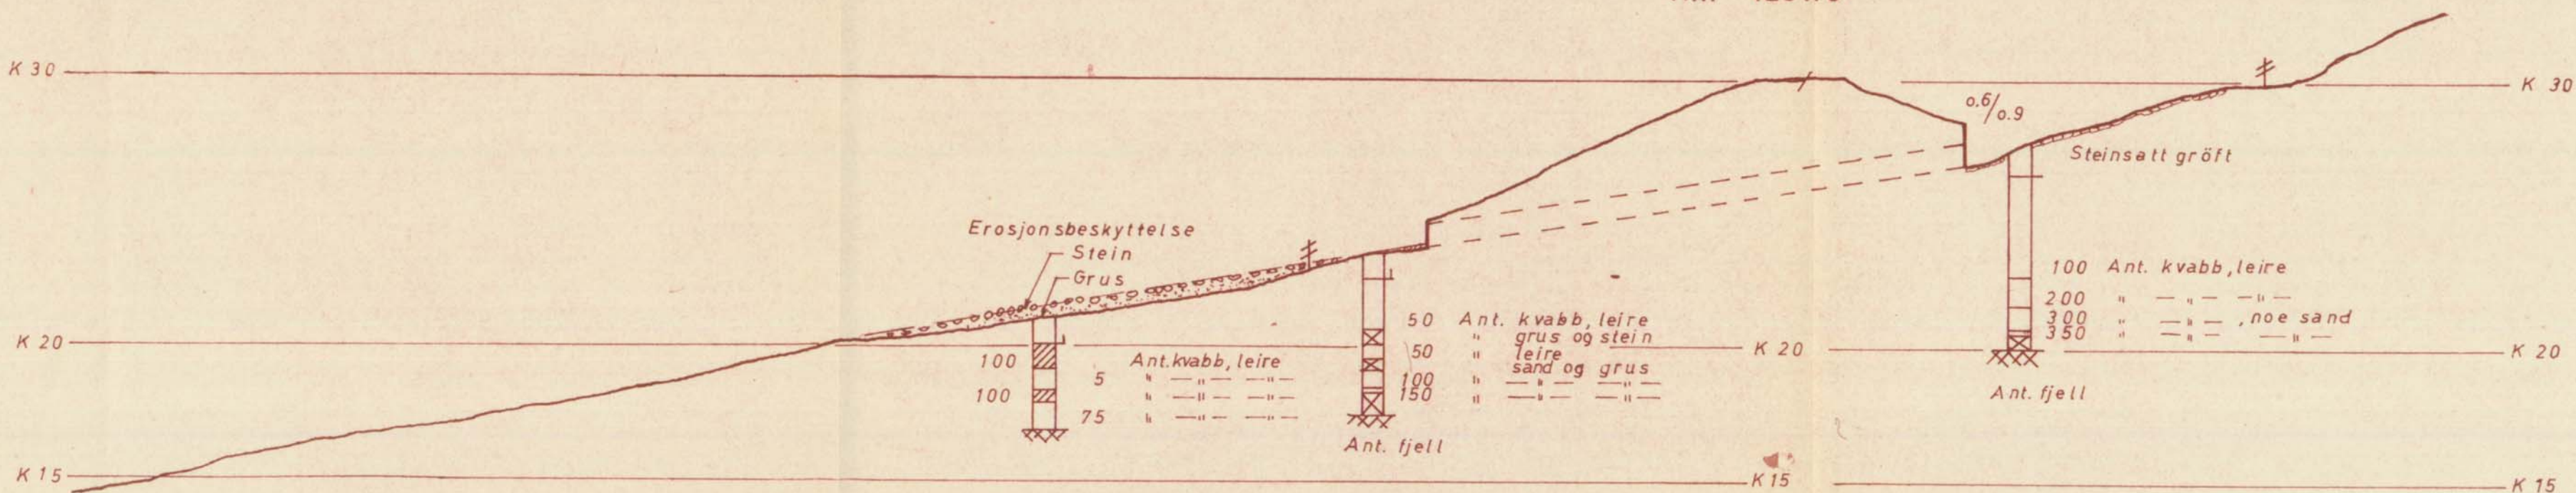 K 30
K 30
0.6/0.9
Steinsatt gröft
Erosjonsbeskyttelse
Stein
Grus
100 Ant. kvabb, leire
200 " — " — — " —
300 " — " — , noe sand
350 " — " — — " —
Ant. fjell
50 Ant. kvabb, leire
" grus og stein
50 " leire
" sand og grus
100 " — " — — " —
150 " — " — — " —
Ant. fjell
100 Ant. kvabb, leire
5 " — " — — " —
100 " — " — — " —
75 " — " — — " —
K 20
K 20
K 20
K 15
K 15
K 15